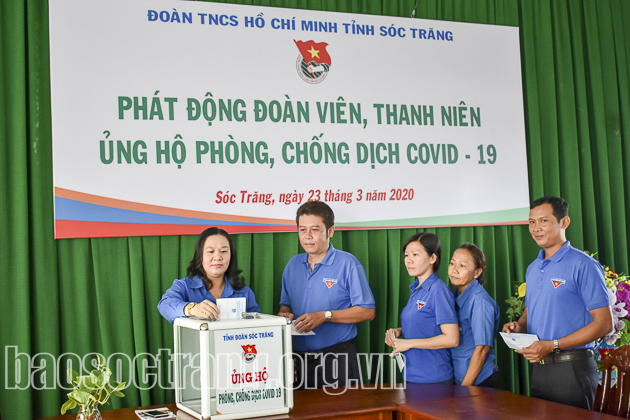 ĐOÀN TNCS HỒ CHÍ MINH TỈNH SÓC TRĂNG
PHÁT ĐỘNG ĐOÀN VIÊN, THANH NIÊN
ỦNG HỘ PHÒNG, CHỐNG DỊCH COVID - 19
Sóc Trăng, ngày 23 tháng 3 năm 2020
TỈNH ĐOÀN SÓC TRĂNG
ỦNG HỘ
PHÒNG, CHỐNG DỊCH COVID 19
baosoctrang.org.vn